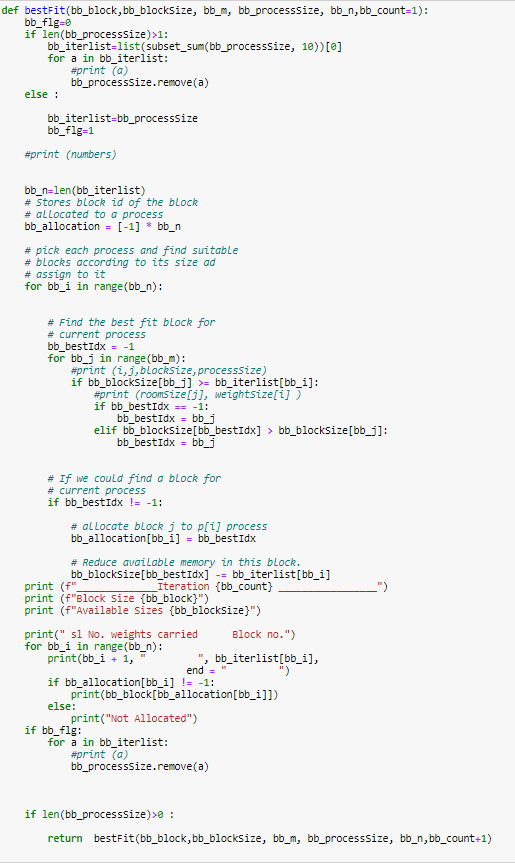 def bestFit(bb_block,bb_blockSize, bb_m, bb_processSize, bb_n,bb_count=1):
    bb_flg=0
    if len(bb_processSize)>1:
        bb_iterlist=list(subset_sum(bb_processSize, 10))[0]
        for a in bb_iterlist:
            #print (a)
            bb_processSize.remove(a)
    else :
        bb_iterlist=bb_processSize
        bb_flg=1
    #print (numbers)
    bb_n=len(bb_iterlist)
    # Stores block id of the block
    # allocated to a process
    bb_allocation = [-1] * bb_n
    # pick each process and find suitable
    # blocks according to its size ad
    # assign to it
    for bb_i in range(bb_n):
        # Find the best fit block for
        # current process
        bb_bestIdx = -1
        for bb_j in range(bb_m):
            #print (i,j,blockSize,processSize)
            if bb_blockSize[bb_j] >= bb_iterlist[bb_i]:
                #print (roomSize[j], weightSize[i] )
                if bb_bestIdx == -1:
                    bb_bestIdx = bb_j
                elif bb_blockSize[bb_bestIdx] > bb_blockSize[bb_j]:
                    bb_bestIdx = bb_j
        # If we could find a block for
        # current process
        if bb_bestIdx != -1:
            # allocate block j to p[i] process
            bb_allocation[bb_i] = bb_bestIdx
            # Reduce available memory in this block.
            bb_blockSize[bb_bestIdx] -= bb_iterlist[bb_i]
    print (f"______________Iteration {bb_count} _________________")
    print (f"Block Size {bb_block}")
    print (f"Available Sizes {bb_blockSize}")
    print(" sl No. weights carried      Block no.")
    for bb_i in range(bb_n):
        print(bb_i + 1, "         ", bb_iterlist[bb_i],
                                end = "         ")
        if bb_allocation[bb_i] != -1:
            print(bb_block[bb_allocation[bb_i]])
        else:
            print("Not Allocated")
    if bb_flg:
        for a in bb_iterlist:
            #print (a)
            bb_processSize.remove(a)
    if len(bb_processSize)>0 :
        return  bestFit(bb_block,bb_blockSize, bb_m, bb_processSize, bb_n,bb_count+1)